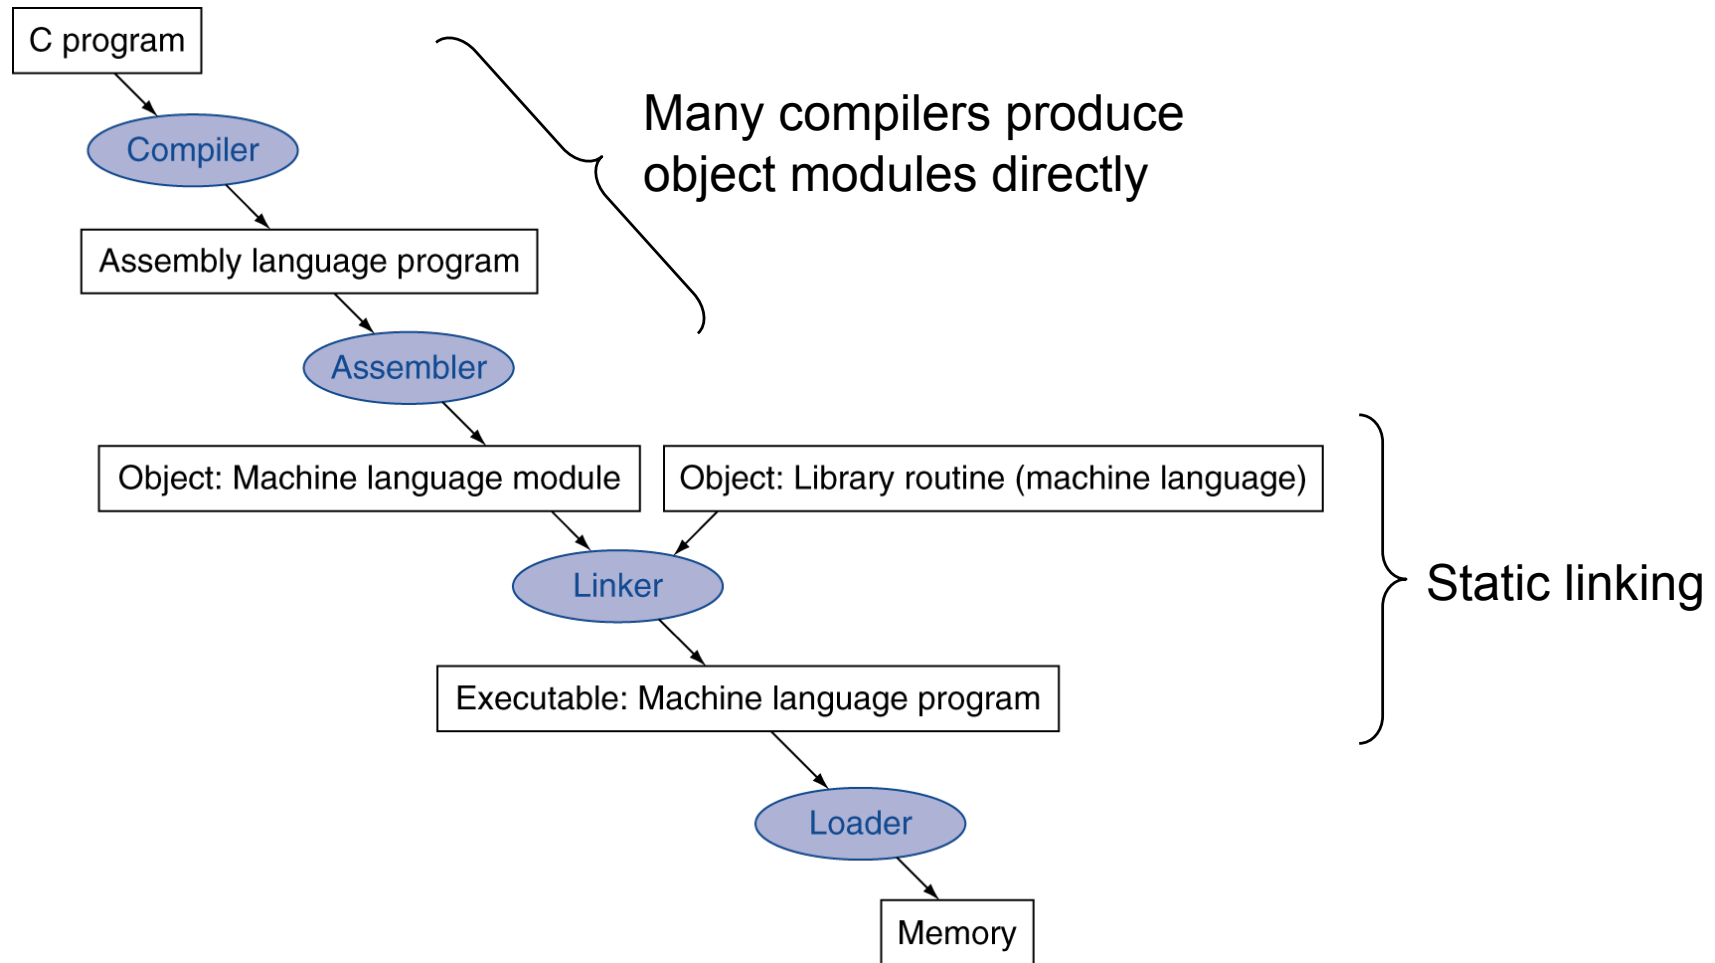 C program
Many compilers produce
object modules directly
Compiler
Assembly language program
Assembler
Object: Machine language module
Object: Library routine (machine language)
Linker
Static linking
Executable: Machine language program
Loader
Memory